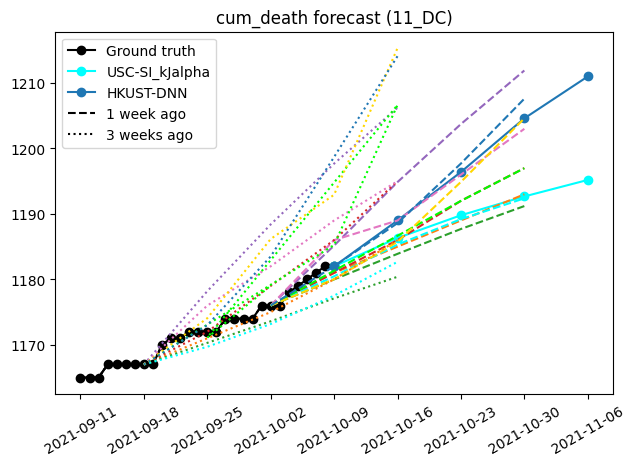 cum_death forecast (11_DC)
Ground truth
USC-SI_kJalpha
HKUST-DNN
1 week ago
3 weeks ago
1210
1200
1190
1180
1170
2021-09-11
2021-09-18
2021-09-25
2021-10-02
2021-10-09
2021-10-16
2021-10-23
2021-10-30
2021-11-06